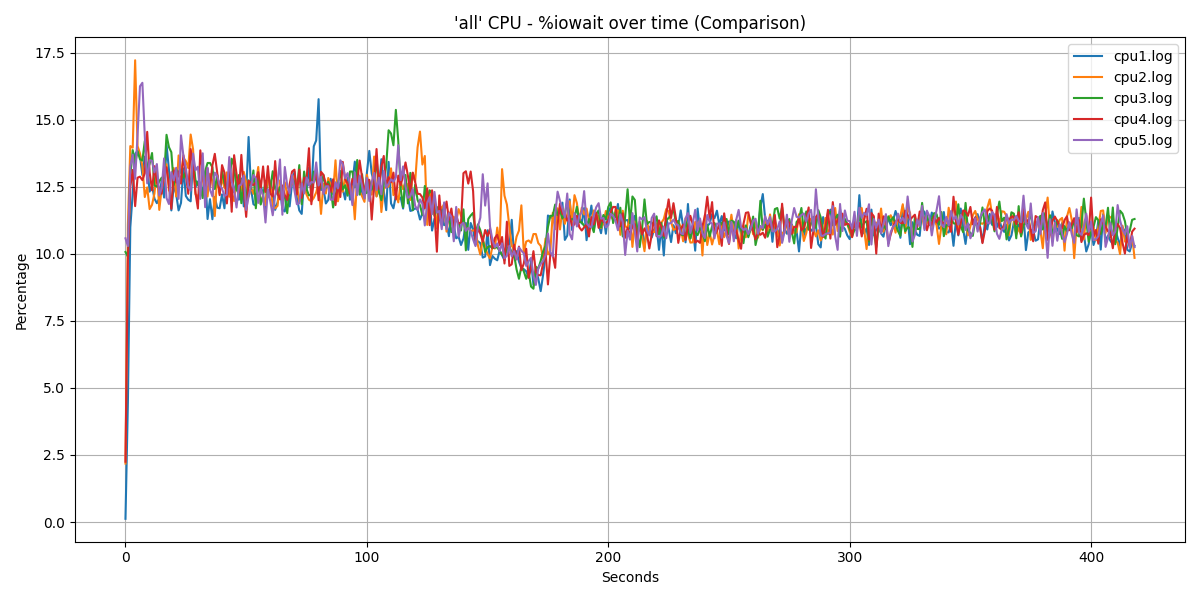 'all' CPU - %iowait over time (Comparison)
17.5
15.0
12.5
10.0
7.5
5.0
2.5
0.0
Percentage
0
100
200
300
400
Seconds
cpu1.log
cpu2.log
cpu3.log
cpu4.log
cpu5.log